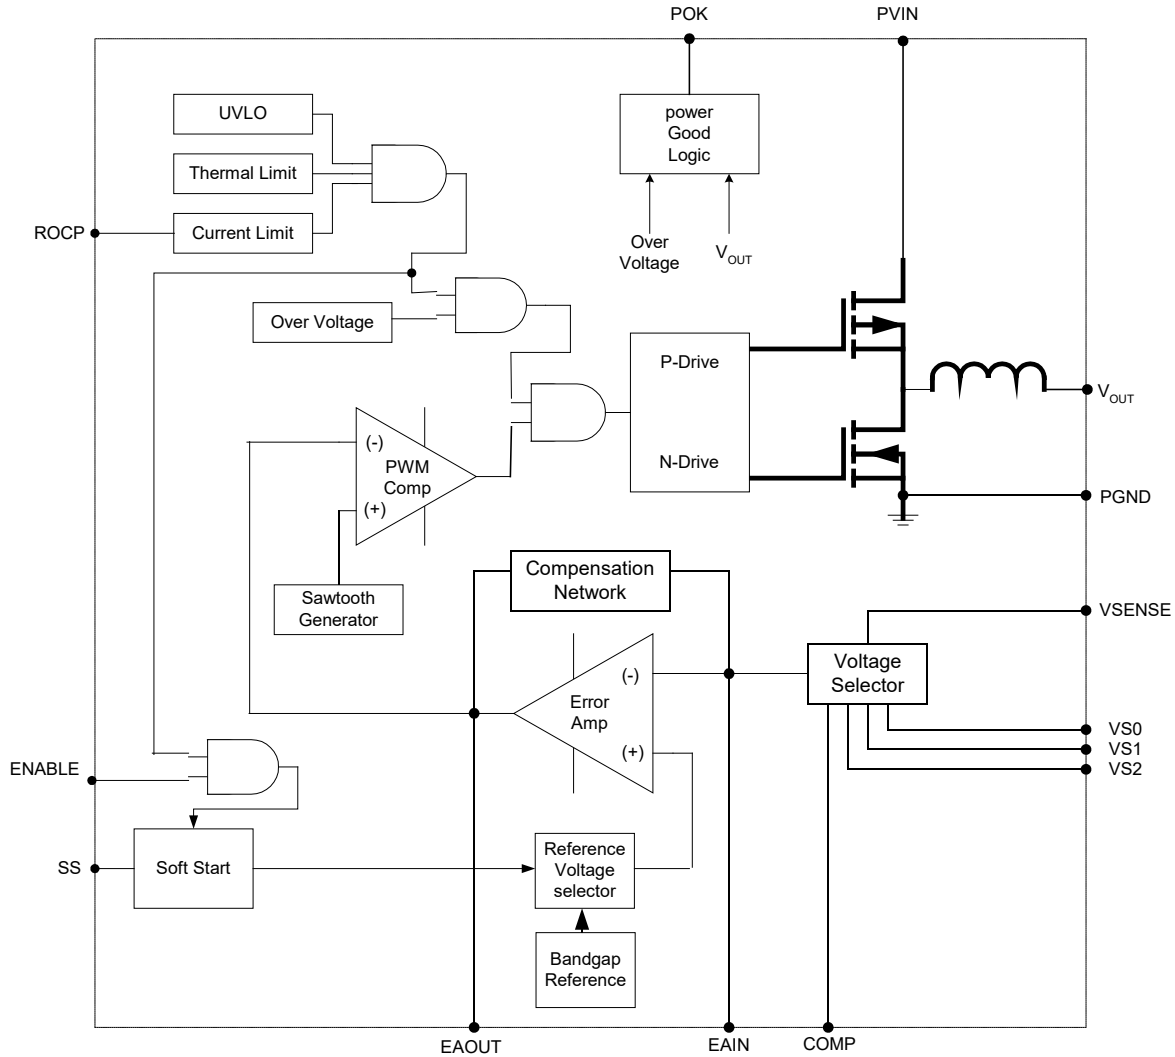 POK
PVIN
UVLO
Thermal Limit
ROCP
Current Limit
power
Good
Logic
Over
Voltage
VOUT
Over Voltage
P-Drive
N-Drive
VOUT
PGND
(-)
PWM
Comp
(+)
Sawtooth
Generator
Compensation
Network
VSENSE
Voltage
Selector
(-)
Error
Amp
(+)
VS0
VS1
VS2
ENABLE
SS
Soft Start
Reference
Voltage
selector
Bandgap
Reference
EAOUT
EAIN
COMP